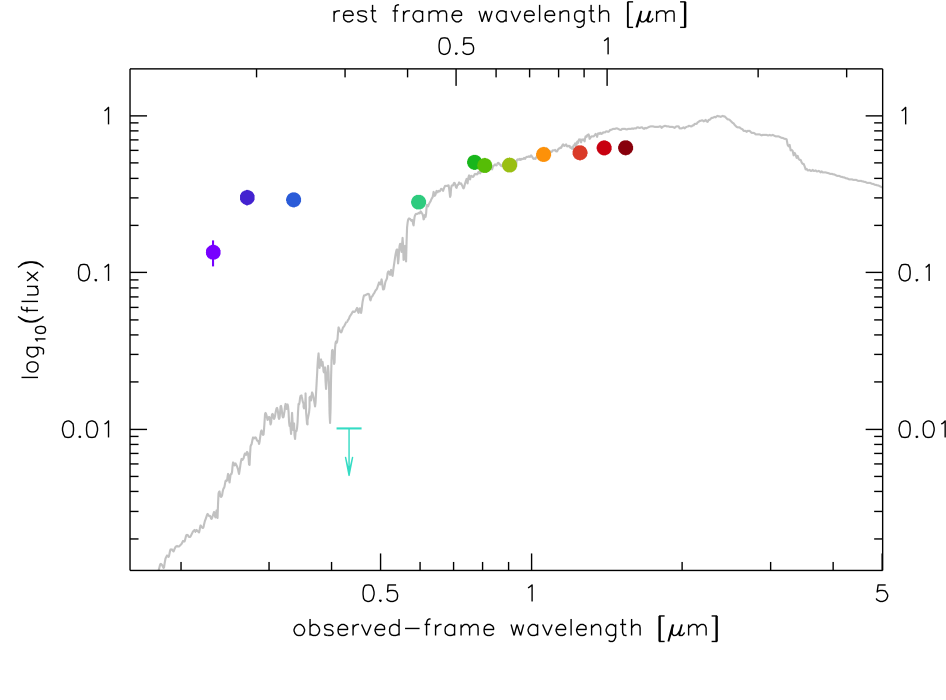 rest frame wavelength [μm]
0.5 1
1 1
0.1 0.1
0.01 0.01
log10(flux)
0.5 1 5
observed-frame wavelength [μm]